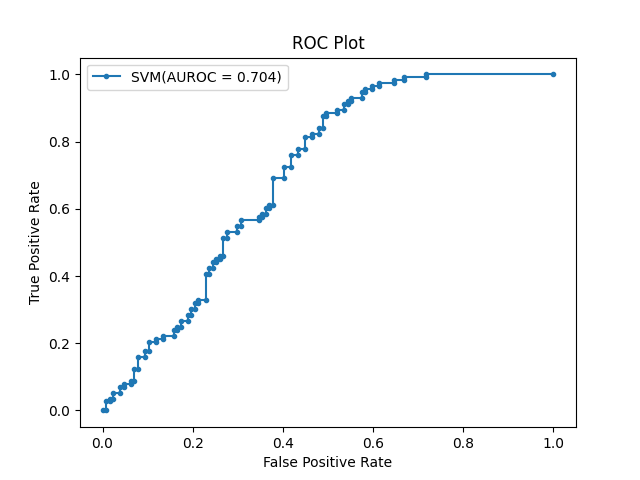 ROC Plot
SVM(AUROC = 0.704)
1.0
0.8
0.6
0.4
0.2
0.0
True Positive Rate
0.0 0.2 0.4 0.6 0.8 1.0
False Positive Rate